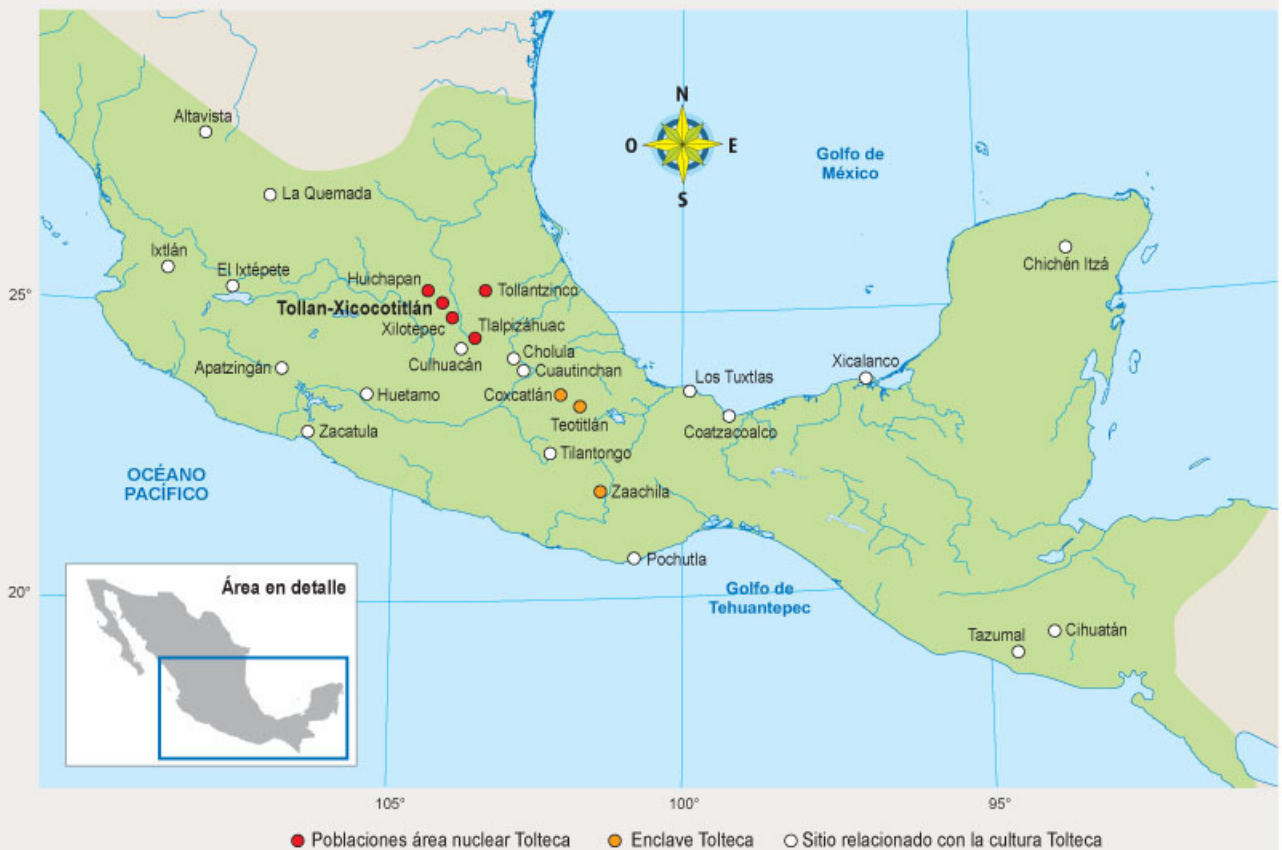 N
O
E
S
Golfo de
México
Altavista
La Quemada
Ixtlán
El Ixtépete
Huichapan
Tollantzinco
Chichén Itzá
25°
Tollan-Xicocotitlán
Xilotepec
Tlalpizáhuac
Culhuacán
Cholula
Cuautinchan
Apatzingán
Xicalanco
Los Tuxtlas
Huetamo
Coxcatlán
Teotitlán
Coatzacoalco
Zacatula
Tilantongo
OCÉANO
PACÍFICO
Zaachila
Pochutla
Golfo de
Tehuantepec
20°
Área en detalle
Tazumal
Cihuatán
105°
100°
95°
Poblaciones área nuclear Tolteca
Enclave Tolteca
Sitio relacionado con la cultura Tolteca